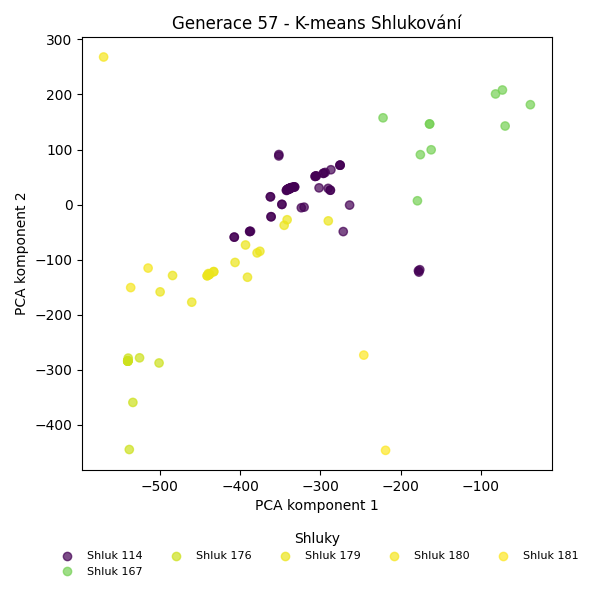 Generace 57 - K-means Shlukování
300
200
100
0
−100
−200
−300
−400
PCA komponent 2
−500 −400 −300 −200 −100
PCA komponent 1
Shluky
Shluk 114 Shluk 176 Shluk 179 Shluk 180 Shluk 181
Shluk 167